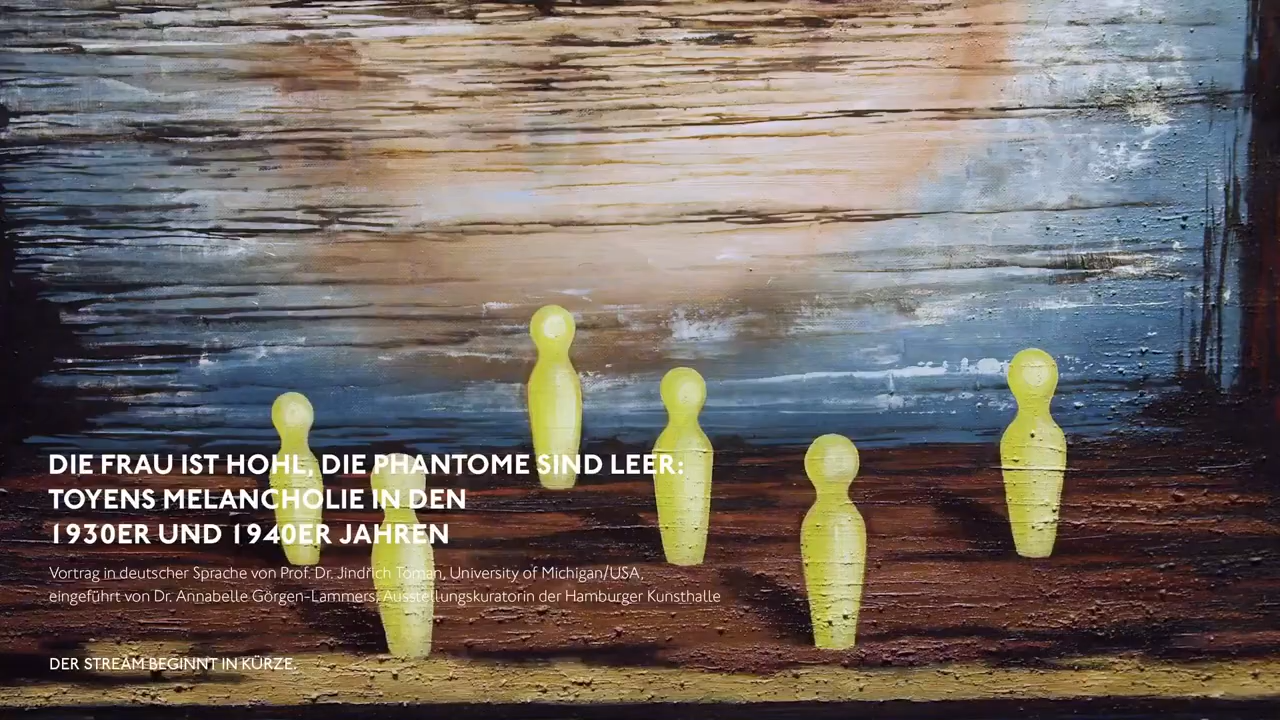 DIE FRAU IST HOHL, DIE PHANTOME SIND LEER:
TOYENS MELANCHOLIE IN DEN
1930ER UND 1940ER JAHREN
Vortrag in deutscher Sprache von Prof. Dr. Jindřich Toman, University of Michigan/USA,
eingeführt von Dr. Annabelle Görgen-Lammers, Ausstellungskuratorin der Hamburger Kunsthalle
DER STREAM BEGINNT IN KÜRZE.